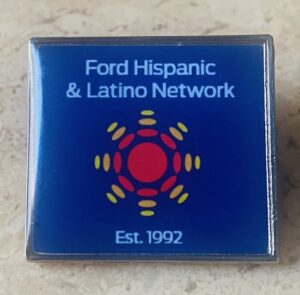 Ford Hispanic
& Latino Network
Est. 1992